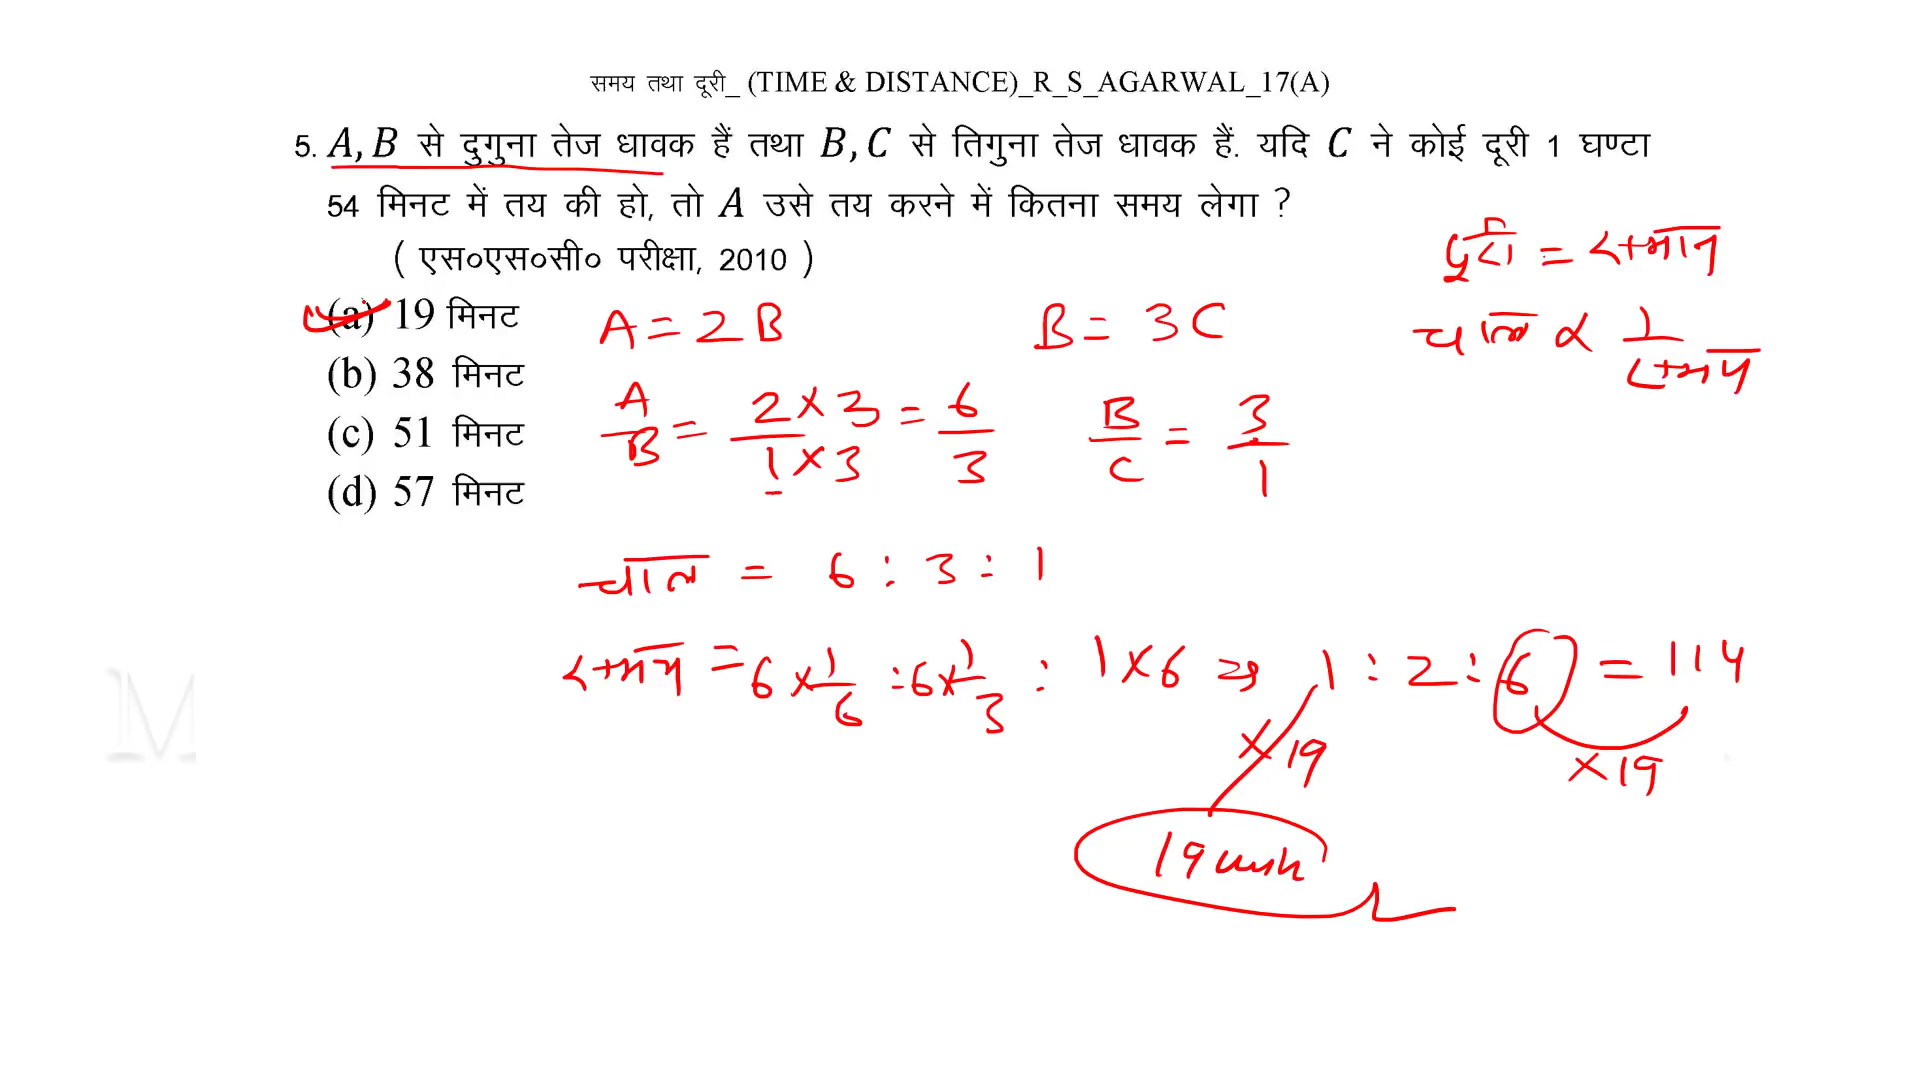 समय तथा दूरी_ (TIME & DISTANCE)_R_S_AGARWAL_17(A)
5. A, B से दुगुना तेज धावक हैं तथा B, C से तिगुना तेज धावक हैं. यदि C ने कोई दूरी 1 घण्टा
54 मिनट में तय की हो, तो A उसे तय करने में कितना समय लेगा ?
( एस०एस०सी० परीक्षा, 2010 )
दूरी = समान
(a) 19 मिनट
A = 2B B = 3C
चाल ∝ 1/समय
(b) 38 मिनट
A/B = 2×3/1×3 = 6/3 B/C = 3/1
(c) 51 मिनट
(d) 57 मिनट
चाल = 6 : 3 : 1
समय = 6×1/6 : 6×1/3 : 1×6 ⇒ 1 : 2 : 6 = 114
×19 ×19
19 min
M